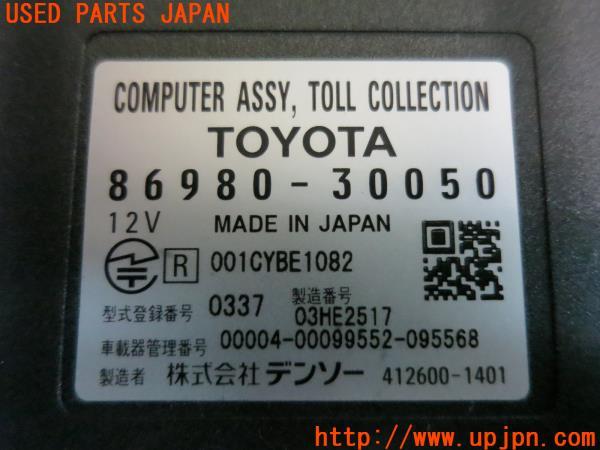 USED PARTS JAPAN
COMPUTER ASSY, TOLL COLLECTION
TOYOTA
86980-30050
12V MADE IN JAPAN
R 001CYBE1082
型式登録番号 0337 製造番号 03HE2517
車載器管理番号 00004-00099552-095568
製造者 株式会社 デンソー 412600-1401
http://www.upjpn.com/